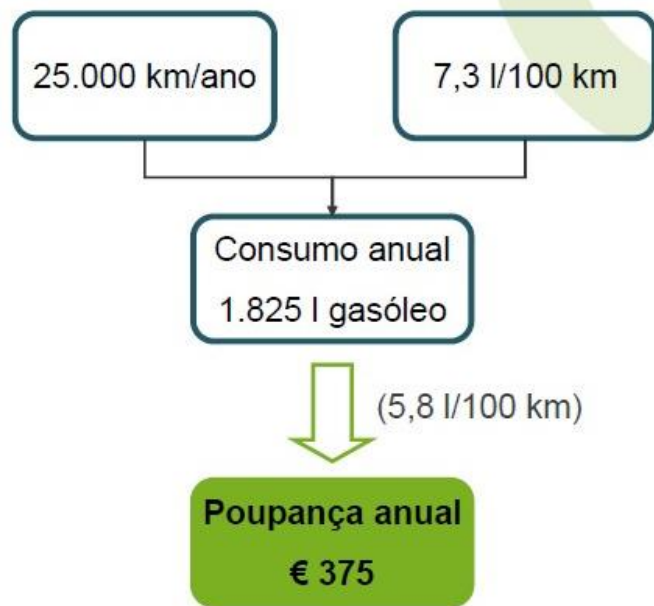 25.000 km/ano
7,3 l/100 km
Consumo anual
1.825 l gasóleo
(5,8 l/100 km)
Poupança anual
€ 375